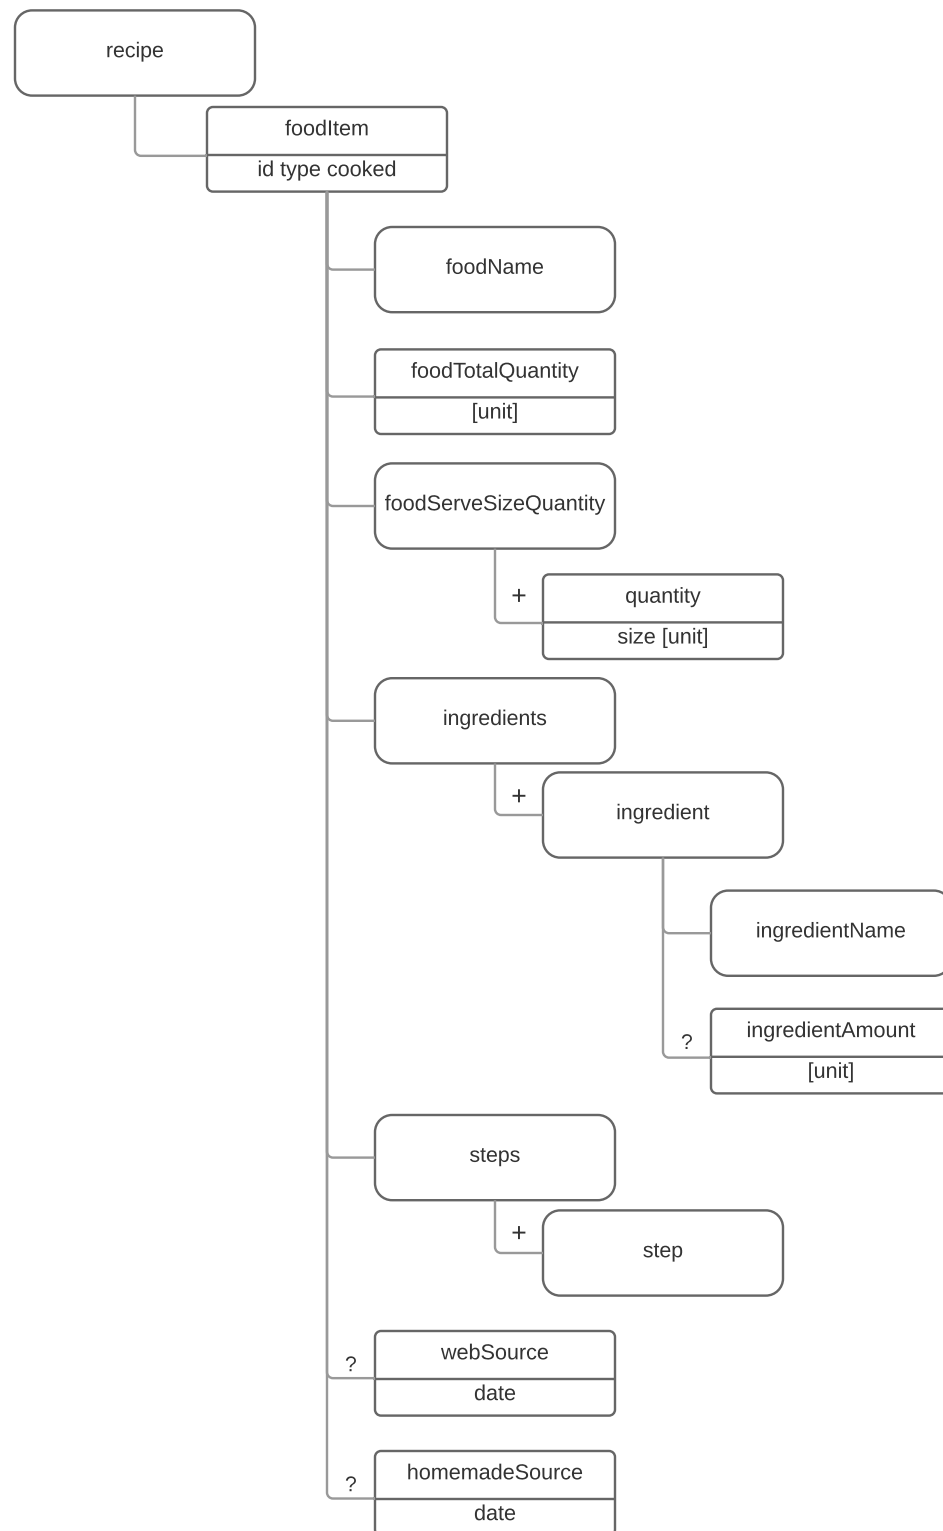 recipe
foodItem
id type cooked
foodName
foodTotalQuantity
[unit]
foodServeSizeQuantity
+
quantity
size [unit]
ingredients
+
ingredient
ingredientName
?
ingredientAmount
[unit]
steps
+
step
?
webSource
date
?
homemadeSource
date